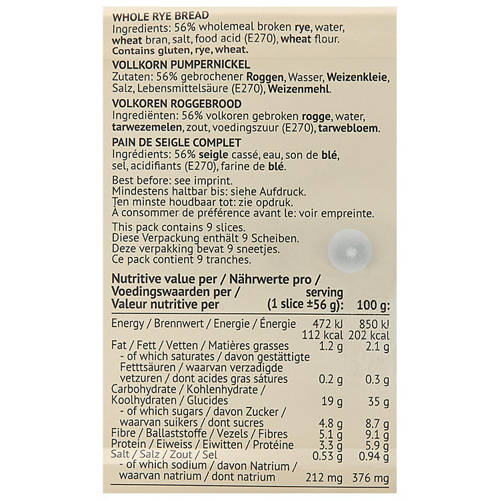 WHOLE RYE BREAD
Ingredients: 56% wholemeal broken rye, water,
wheat bran, salt, food acid (E270), wheat flour.
Contains gluten, rye, wheat.
VOLLKORN PUMPERNICKEL
Zutaten: 56% gebrochener Roggen, Wasser, Weizenkleie,
Salz, Lebensmittelsäure (E270), Weizenmehl.
VOLKOREN ROGGEBROOD
Ingrediënten: 56% volkoren gebroken rogge, water,
tarwezemelen, zout, voedingszuur (E270), tarwebloem.
PAIN DE SEIGLE COMPLET
Ingrédients: 56% seigle cassé, eau, son de blé,
sel, acidifiants (E270), farine de blé.
Best before: see imprint.
Mindestens haltbar bis: siehe Aufdruck.
Ten minste houdbaar tot: zie opdruk.
À consommer de préférence avant le: voir empreinte.
This pack contains 9 slices.
Diese Verpackung enthält 9 Scheiben.
Deze verpakking bevat 9 sneetjes.
Ce pack contient 9 tranches.
Nutritive value per / Nährwerte pro /
Voedingswaarden per / serving
Valeur nutritive per (1 slice ±56 g): 100 g:
Energy / Brennwert / Energie / Énergie 472 kJ 850 kJ
112 kcal 202 kcal
Fat / Fett / Vetten / Matières grasses 1.2 g 2.1 g
- of which saturates / davon gestättigte
Fetttsäuren / waarvan verzadigde
vetzuren / dont acides gras sátures 0.2 g 0.3 g
Carbohydrate / Kohlenhydrate /
Koolhydraten / Glucides 19 g 35 g
- of which sugars / davon Zucker /
waarvan suikers / dont sucres 4.8 g 8.7 g
Fibre / Ballaststoffe / Vezels / Fibres 5.1 g 9.1 g
Protein / Eiweiss / Eiwitten / Protéine 3.3 g 5.9 g
Salt / Salz / Zout / Sel 0.53 g 0.94 g
- of which sodium / davon Natrium /
waarvan natrium / dont natrium 212 mg 376 mg